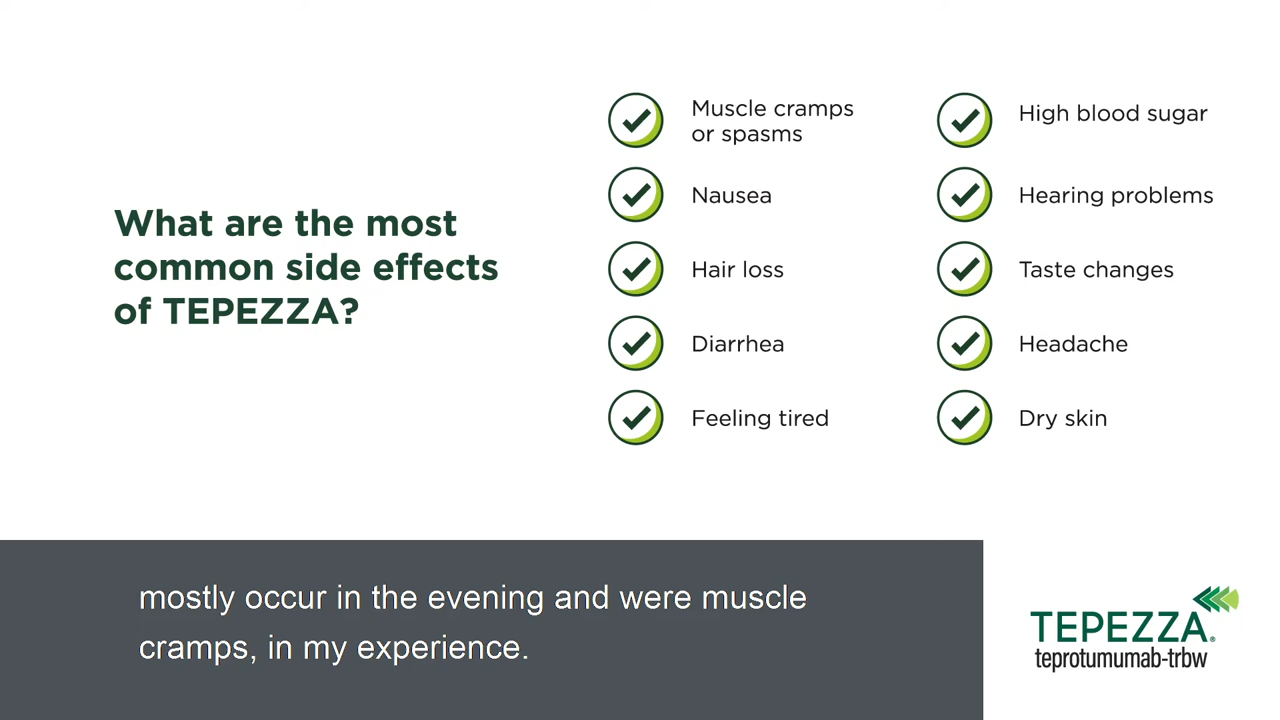 What are the most
common side effects
of TEPEZZA?
Muscle cramps
or spasms
Nausea
Hair loss
Diarrhea
Feeling tired
High blood sugar
Hearing problems
Taste changes
Headache
Dry skin
mostly occur in the evening and were muscle
cramps, in my experience.
TEPEZZA®
teprotumumab-trbw